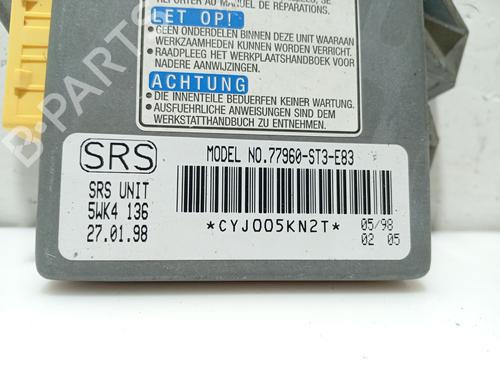 REPORTER AU MANUEL DE RÉPARATIONS.
LET OP!
●GEEN ONDERDELEN BINNEN DEZE UNIT WAARAAN
WERKZAAMHEDEN KUNNEN WORDEN VERRICHT.
●RAADPLEEG HET WERKPLAATSHANDBOEK VOOR
NADERE AANWIJZINGEN.
ACHTUNG
●DIE INNENTEILE BEDUERFEN KEINER WARTUNG.
●AUSFUEHRLICHE ANWEISUNGEN SIND DEM
WERKSTATTHANDBUCH ZU ENTNEHMEN.
SRS
MODEL NO.77960-ST3-E83
SRS UNIT
5WK4 136
27.01.98
*CYJ005KN2T*
05/98
02 05
B-PARTS